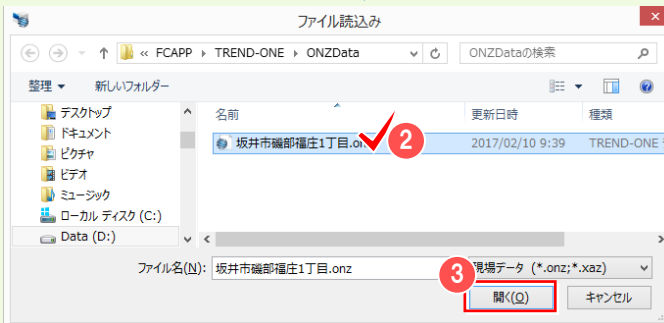 ファイル読込み
« FCAPP ▸ TREND-ONE ▸ ONZData
ONZDataの検索
整理 新しいフォルダー
デスクトップ
ドキュメント
ピクチャ
ビデオ
ミュージック
ローカル ディスク (C:)
Data (D:)
名前 更新日時 種類
坂井市磯部福庄1丁目.on 2017/02/10 9:39 TREND-ONE
2
ファイル名(N): 坂井市磯部福庄1丁目.onz
現場データ (*.onz;*.xaz)
3
開く(O) キャンセル